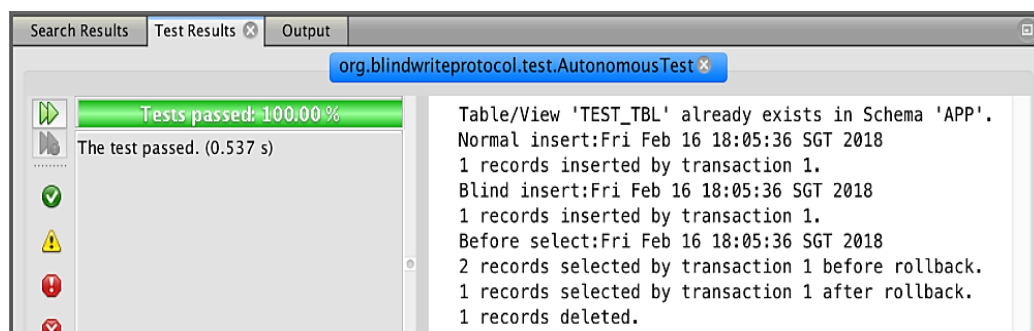 Search Results Test Results Output
org.blindwriteprotocol.test.AutonomousTest
Tests passed: 100.00 %
The test passed. (0.537 s)
Table/View 'TEST_TBL' already exists in Schema 'APP'.
Normal insert:Fri Feb 16 18:05:36 SGT 2018
1 records inserted by transaction 1.
Blind insert:Fri Feb 16 18:05:36 SGT 2018
1 records inserted by transaction 1.
Before select:Fri Feb 16 18:05:36 SGT 2018
2 records selected by transaction 1 before rollback.
1 records selected by transaction 1 after rollback.
1 records deleted.